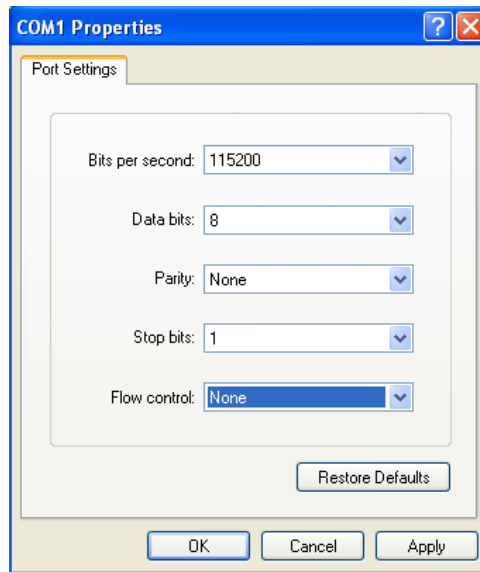 COM1 Properties
Port Settings
Bits per second: 115200
Data bits: 8
Parity: None
Stop bits: 1
Flow control: None
Restore Defaults
OK Cancel Apply